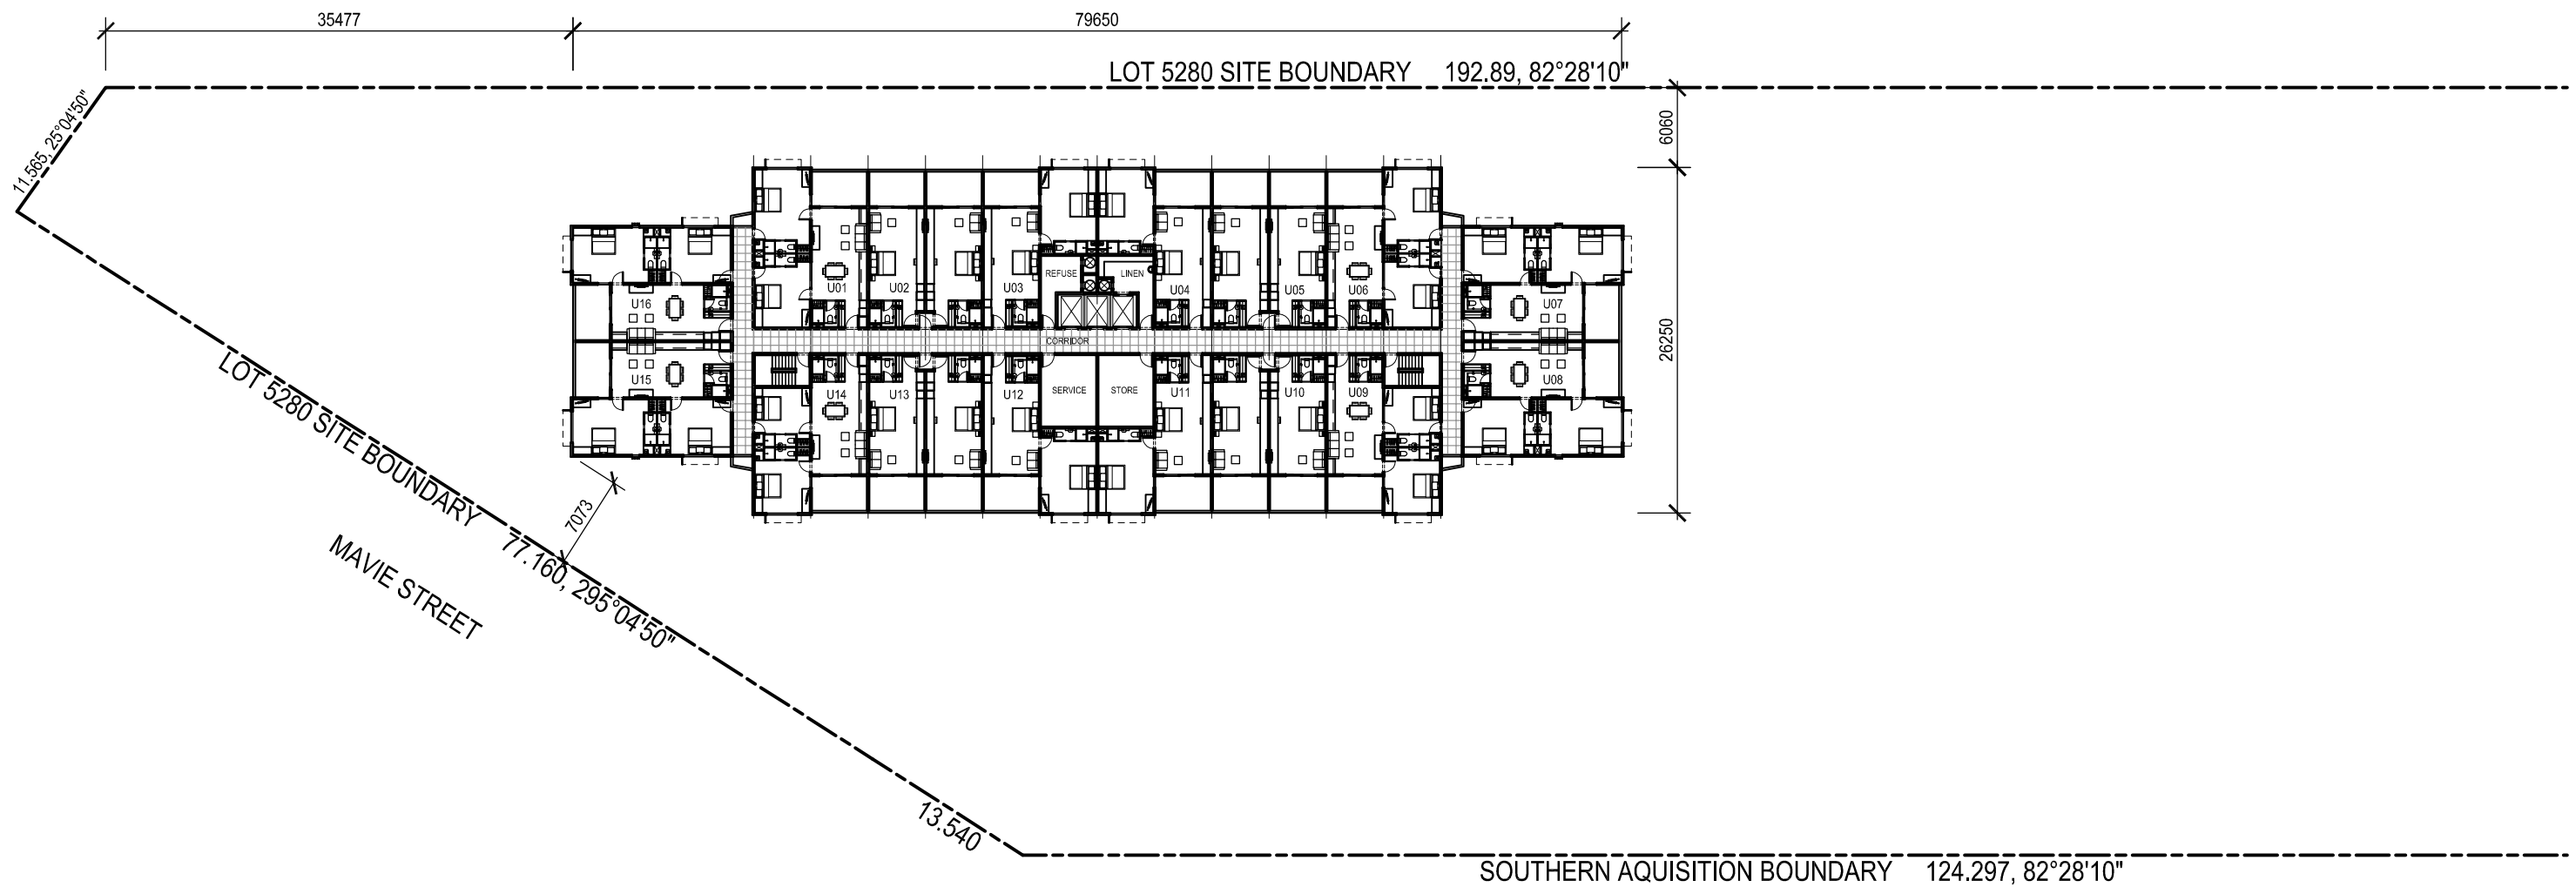 35477
79650
LOT 5280 SITE BOUNDARY 192.89, 82°28'10"
11.565, 25°04'50"
6060
26250
REFUSE
LINEN
U01
U02
U03
U04
U05
U06
U16
U07
CORRIDOR
U15
U08
U14
U13
U12
SERVICE
STORE
U11
U10
U09
LOT 5280 SITE BOUNDARY
77.160, 295°04'50"
7073
MAVIE STREET
13.540
SOUTHERN AQUISITION BOUNDARY 124.297, 82°28'10"